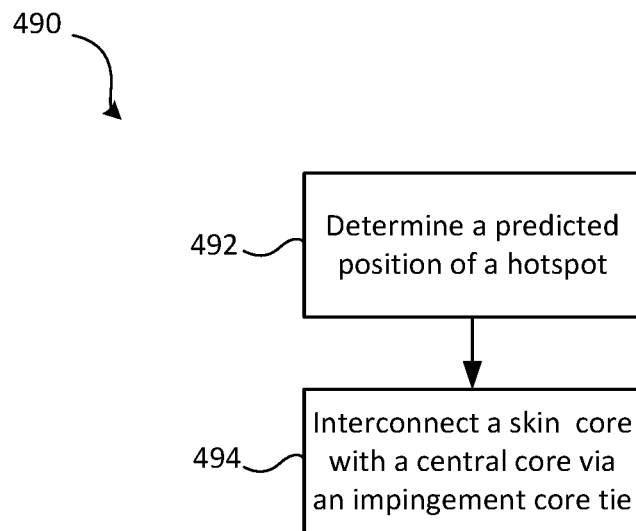 490
492
Determine a predicted
position of a hotspot
494
Interconnect a skin core
with a central core via
an impingement core tie